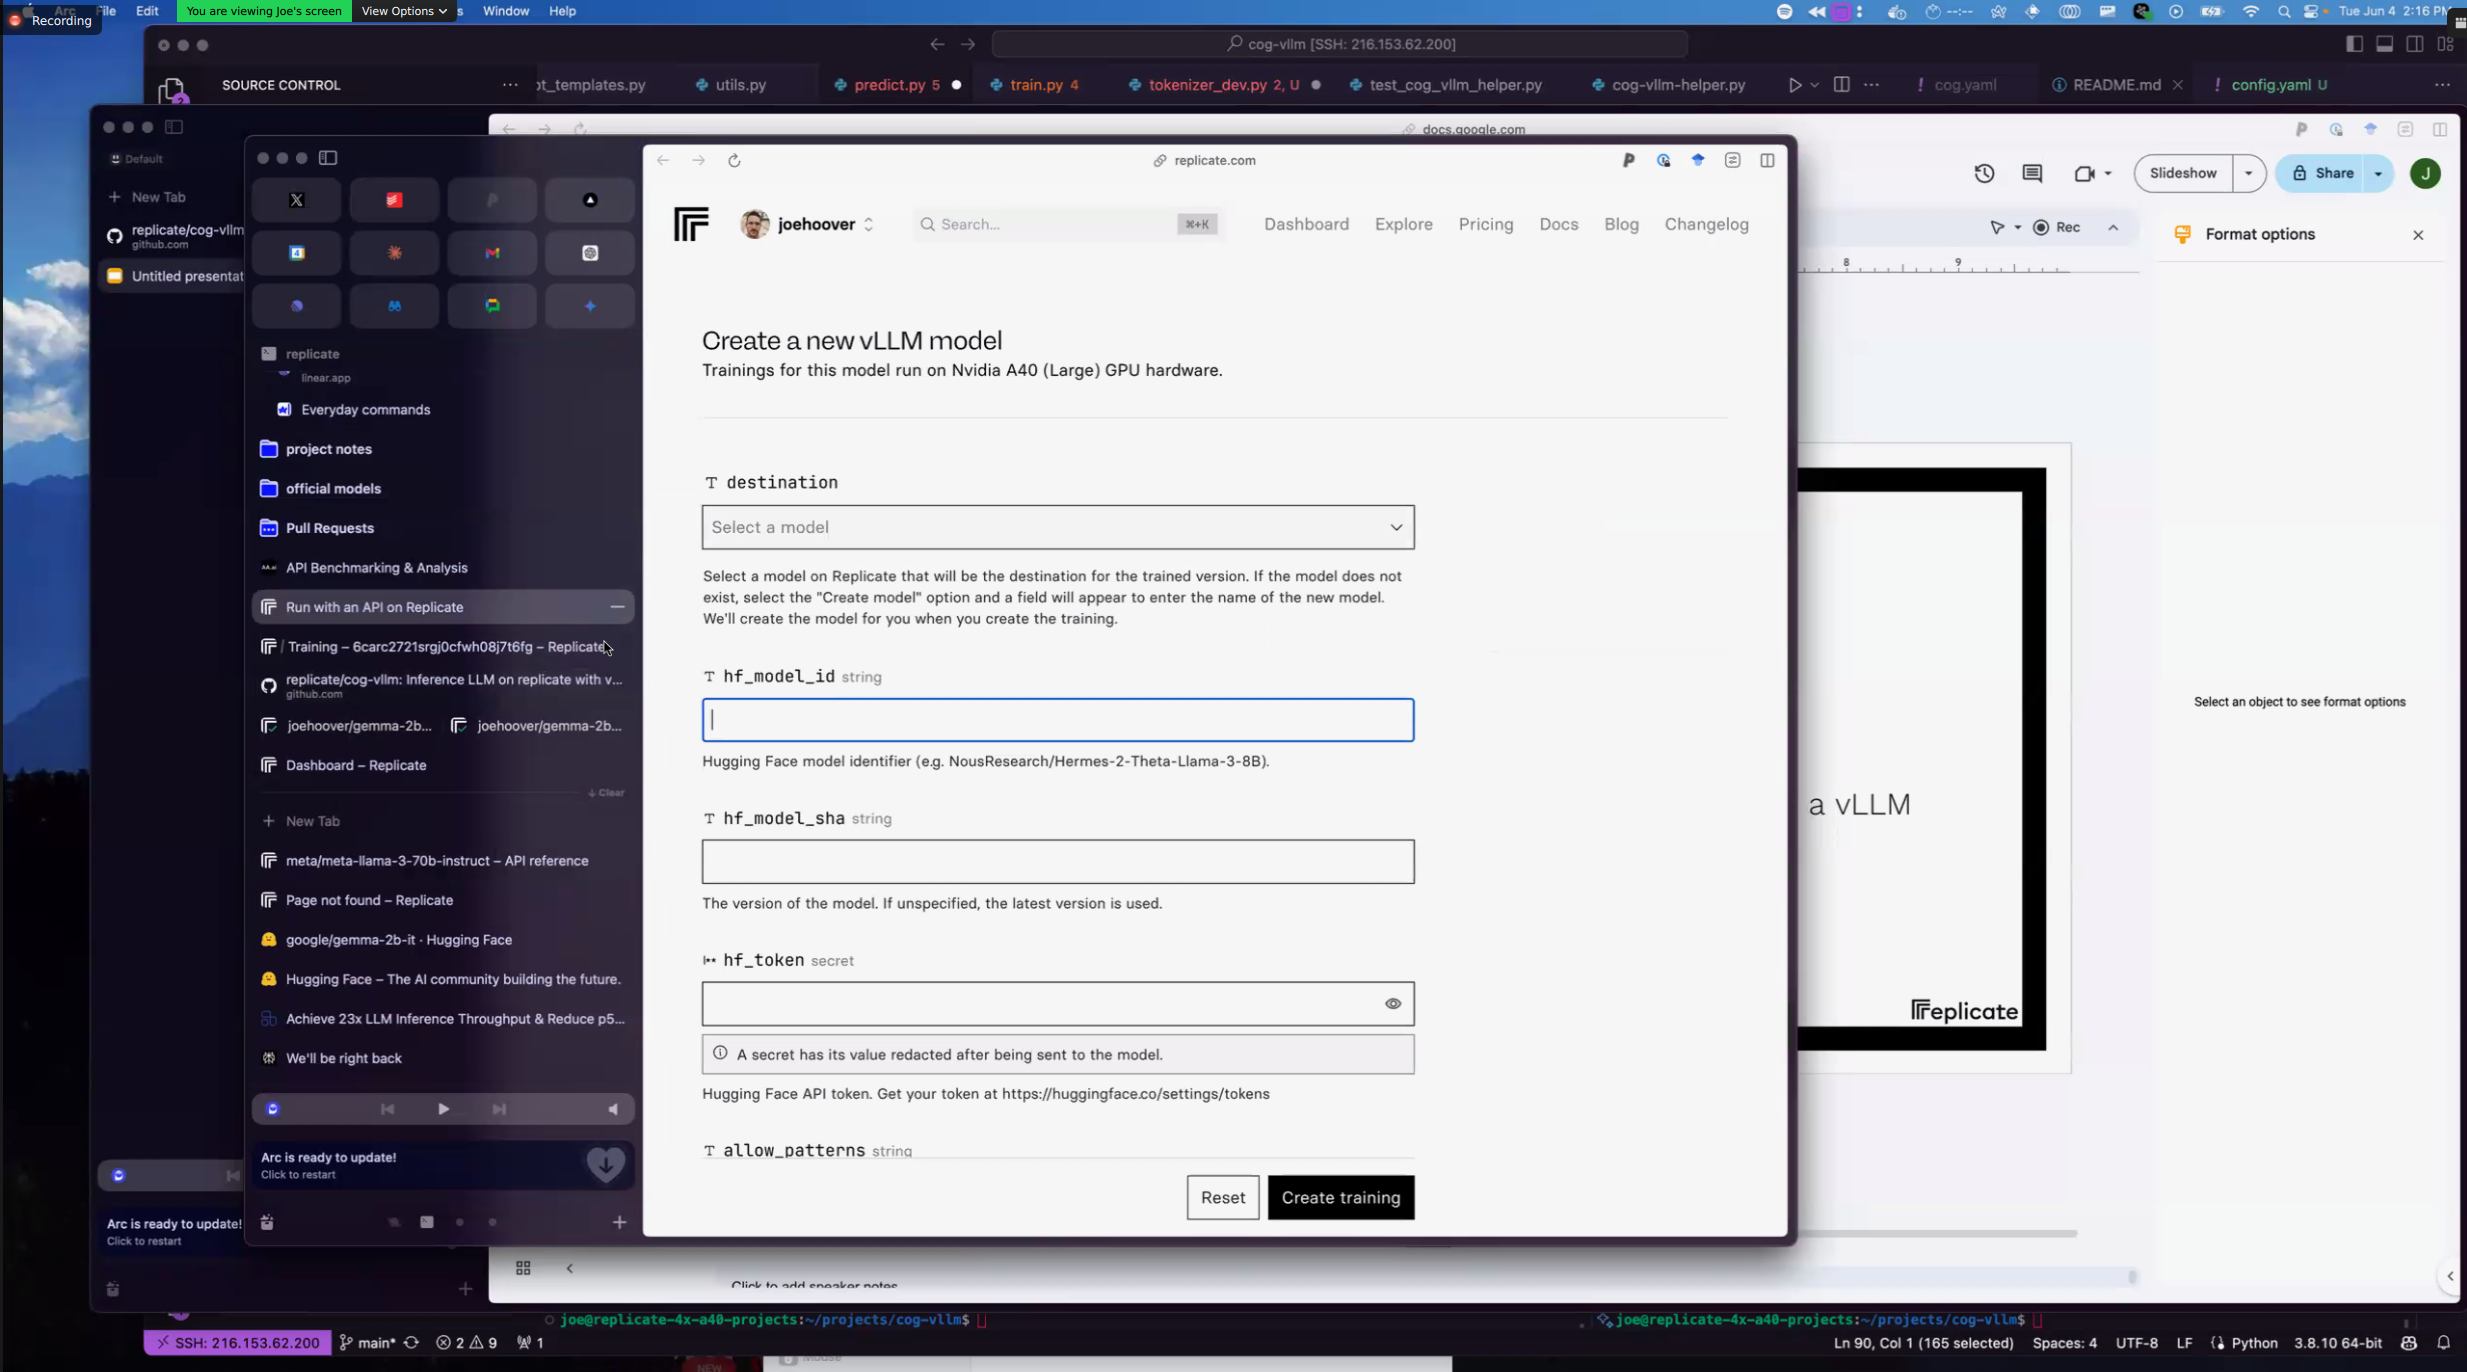 Recording
Arc
File
Edit
You are viewing Joe's screen
View Options
Window
Help
Tue Jun 4 2:16 PM
cog-vllm [SSH: 216.153.62.200]
SOURCE CONTROL
ot_templates.py
utils.py
predict.py 5
train.py 4
tokenizer_dev.py 2, U
test_cog_vllm_helper.py
cog-vllm-helper.py
cog.yaml
README.md
config.yaml U
docs.google.com
Default
New Tab
replicate/cog-vllm
github.com
Untitled presentat
Slideshow
Share
J
Rec
8
9
Format options
Select an object to see format options
a vLLM
replicate
replicate.com
joehoover
Search...
⌘+K
Dashboard
Explore
Pricing
Docs
Blog
Changelog
replicate
linear.app
Everyday commands
project notes
official models
Pull Requests
API Benchmarking & Analysis
Run with an API on Replicate
Training – 6carc2721srgj0cfwh08j7t6fg – Replicate
replicate/cog-vllm: Inference LLM on replicate with v...
github.com
joehoover/gemma-2b...
joehoover/gemma-2b...
Dashboard – Replicate
Clear
New Tab
meta/meta-llama-3-70b-instruct – API reference
Page not found – Replicate
google/gemma-2b-it · Hugging Face
Hugging Face – The AI community building the future.
Achieve 23x LLM Inference Throughput & Reduce p5...
We'll be right back
Arc is ready to update!
Click to restart
Arc is ready to update!
Click to restart
Create a new vLLM model
Trainings for this model run on Nvidia A40 (Large) GPU hardware.
destination
Select a model
Select a model on Replicate that will be the destination for the trained version. If the model does not
exist, select the "Create model" option and a field will appear to enter the name of the new model.
We'll create the model for you when you create the training.
hf_model_id string
Hugging Face model identifier (e.g. NousResearch/Hermes-2-Theta-Llama-3-8B).
hf_model_sha string
The version of the model. If unspecified, the latest version is used.
hf_token secret
A secret has its value redacted after being sent to the model.
Hugging Face API token. Get your token at https://huggingface.co/settings/tokens
allow_patterns string
Reset
Create training
Click to add speaker notes
joe@replicate-4x-a40-projects:~/projects/cog-vllm$
joe@replicate-4x-a40-projects:~/projects/cog-vllm$
SSH: 216.153.62.200
main*
2
9
1
Ln 90, Col 1 (165 selected)
Spaces: 4
UTF-8
LF
Python
3.8.10 64-bit
NEW
Mouse